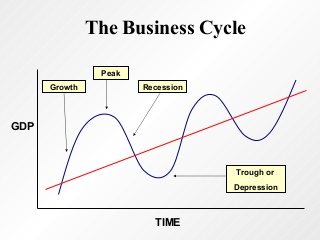 The Business Cycle
Peak
Growth
Recession
GDP
Trough or
Depression
TIME